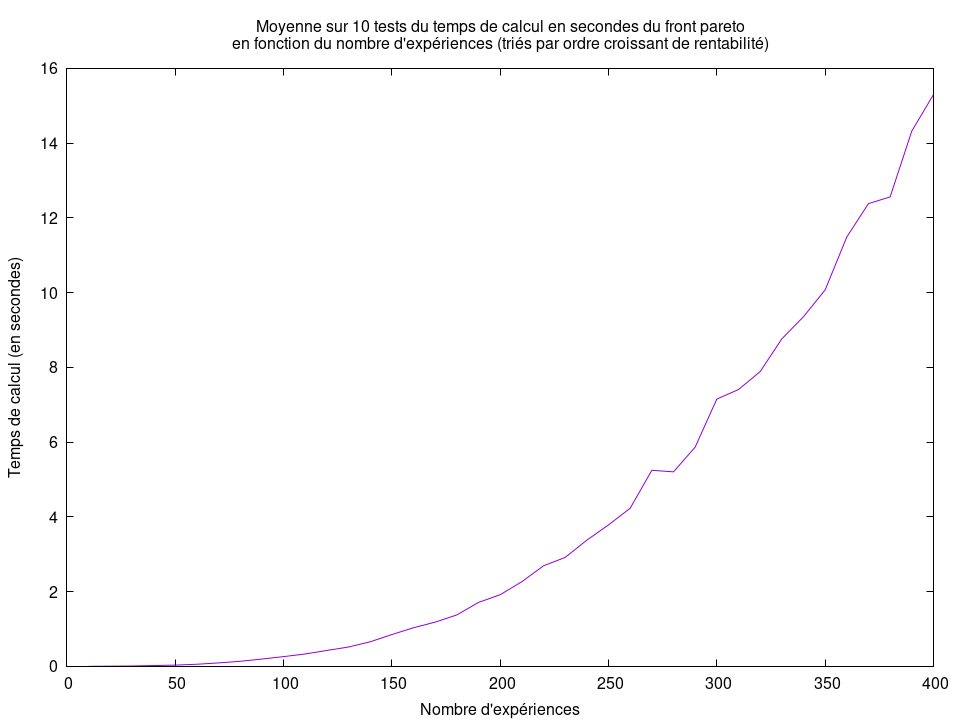 Moyenne sur 10 tests du temps de calcul en secondes du front pareto
en fonction du nombre d'expériences (triés par ordre croissant de rentabilité)
16
14
12
10
8
6
4
2
0
Temps de calcul (en secondes)
0 50 100 150 200 250 300 350 400
Nombre d'expériences